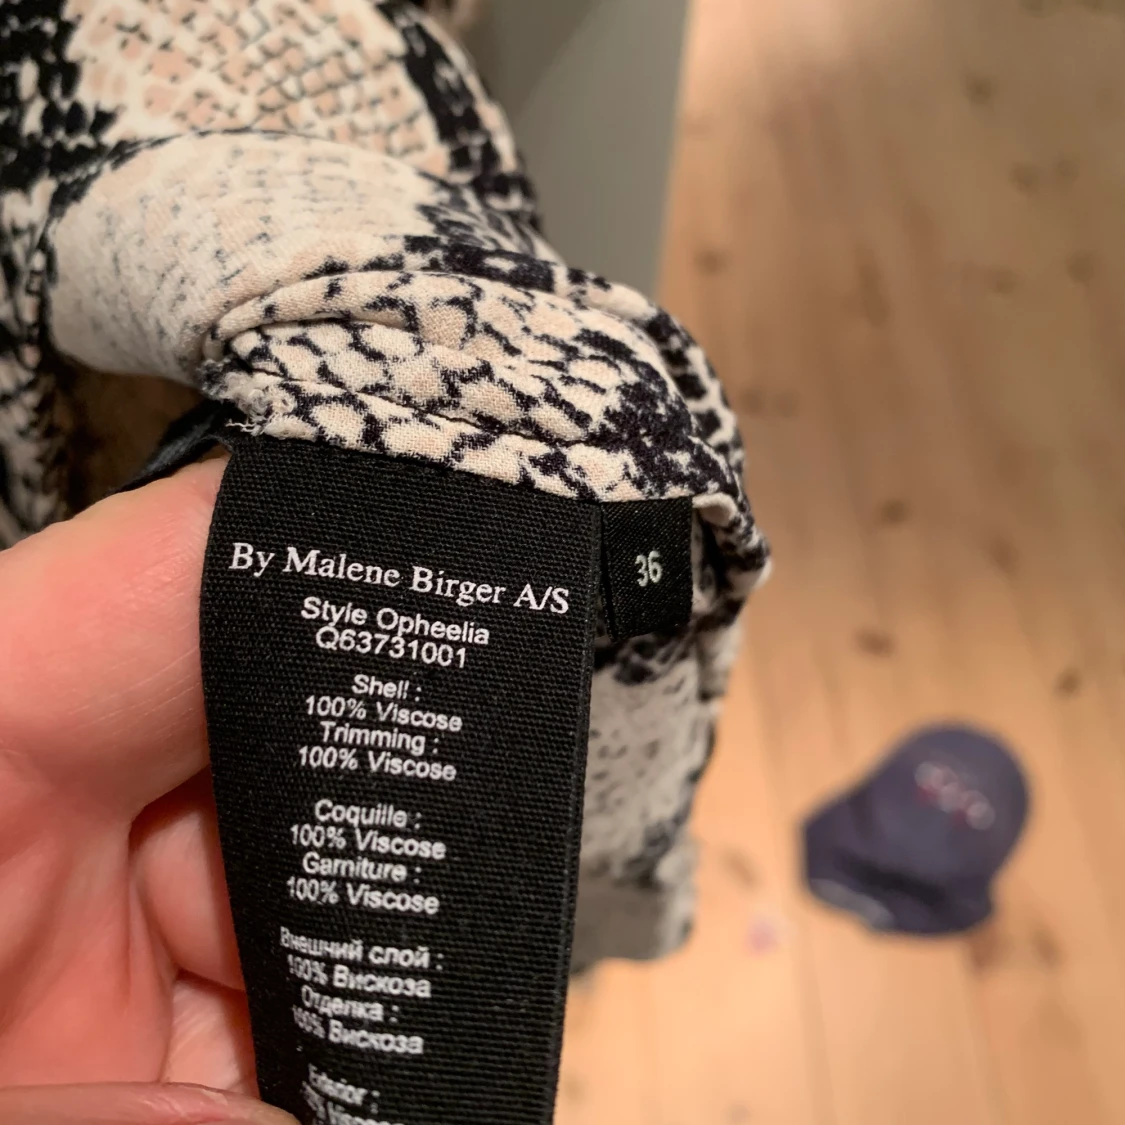 By Malene Birger A/S
36
Style Opheelia
Q63731001
Shell :
100% Viscose
Trimming :
100% Viscose
Coquille :
100% Viscose
Garniture :
100% Viscose
Внешний слой :
100% Вискоза
Отделка :
100% Вискоза